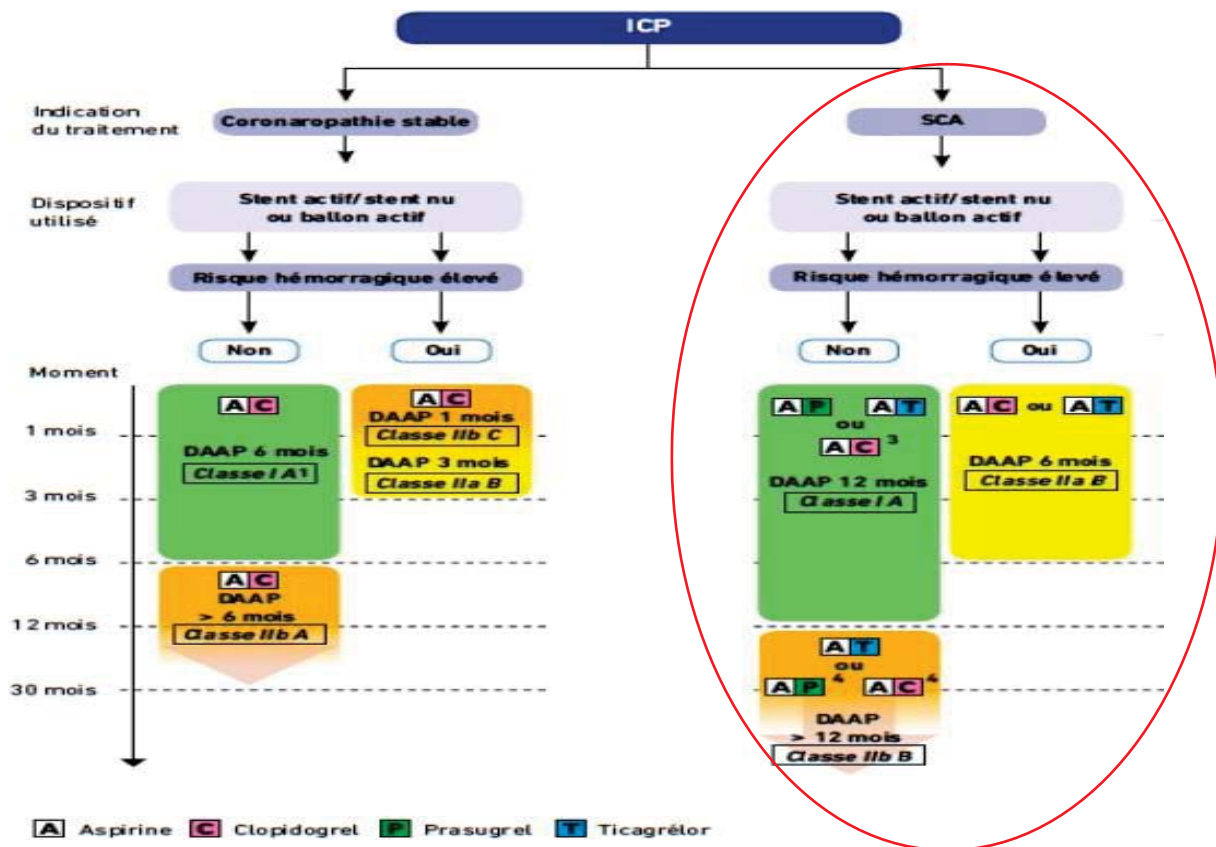 ICP
Indication
du traitement
Coronaropathie stable
SCA
Dispositif
utilisé
Stent actif/stent nu
ou ballon actif
Stent actif/stent nu
ou ballon actif
Risque hémorragique élevé
Risque hémorragique élevé
Non
Oui
Non
Oui
Moment
1 mois
3 mois
6 mois
12 mois
30 mois
A C
DAAP 6 mois
Classe I A1
A C
DAAP 1 mois
Classe IIb C
DAAP 3 mois
Classe IIa B
A C
DAAP
> 6 mois
Classe IIb A
A P A T
ou
A C 3
DAAP 12 mois
Classe I A
A C ou A T
DAAP 6 mois
Classe IIa B
A T
ou
A P 4 A C 4
DAAP
> 12 mois
Classe IIb B
A Aspirine C Clopidogrel P Prasugrel T Ticagrélor